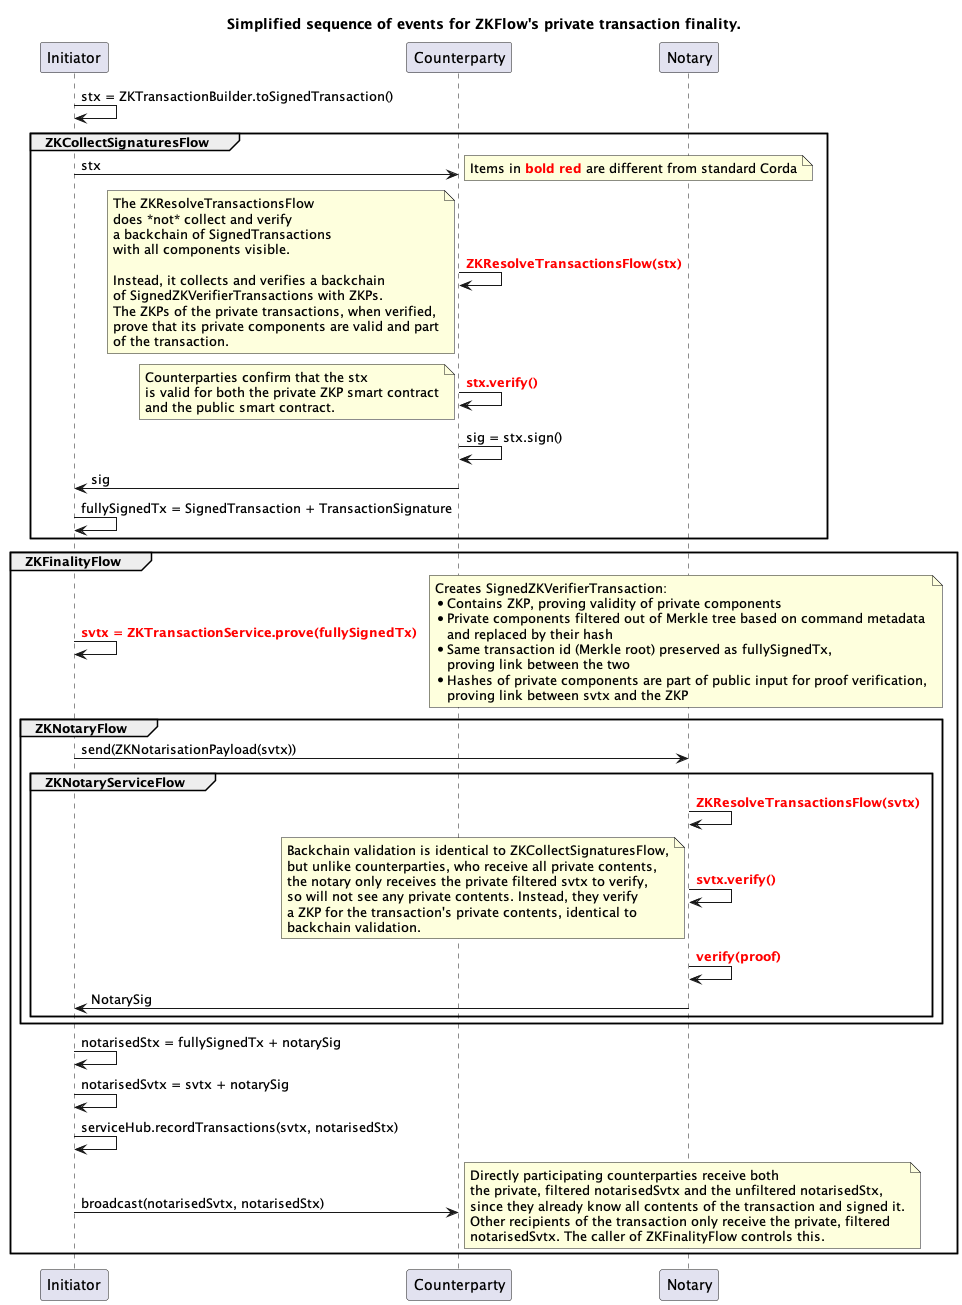 Simplified sequence of events for ZKFlow's private transaction finality.
Initiator
Counterparty
Notary
stx = ZKTransactionBuilder.toSignedTransaction()
ZKCollectSignaturesFlow
stx
Items in bold red are different from standard Corda
The ZKResolveTransactionsFlow
does *not* collect and verify
a backchain of SignedTransactions
with all components visible.
Instead, it collects and verifies a backchain
of SignedZKVerifierTransactions with ZKPs.
The ZKPs of the private transactions, when verified,
prove that its private components are valid and part
of the transaction.
ZKResolveTransactionsFlow(stx)
Counterparties confirm that the stx
is valid for both the private ZKP smart contract
and the public smart contract.
stx.verify()
sig = stx.sign()
sig
fullySignedTx = SignedTransaction + TransactionSignature
ZKFinalityFlow
Creates SignedZKVerifierTransaction:
• Contains ZKP, proving validity of private components
• Private components filtered out of Merkle tree based on command metadata
and replaced by their hash
• Same transaction id (Merkle root) preserved as fullySignedTx,
proving link between the two
• Hashes of private components are part of public input for proof verification,
proving link between svtx and the ZKP
svtx = ZKTransactionService.prove(fullySignedTx)
ZKNotaryFlow
send(ZKNotarisationPayload(svtx))
ZKNotaryServiceFlow
ZKResolveTransactionsFlow(svtx)
Backchain validation is identical to ZKCollectSignaturesFlow,
but unlike counterparties, who receive all private contents,
the notary only receives the private filtered svtx to verify,
so will not see any private contents. Instead, they verify
a ZKP for the transaction's private contents, identical to
backchain validation.
svtx.verify()
verify(proof)
NotarySig
notarisedStx = fullySignedTx + notarySig
notarisedSvtx = svtx + notarySig
serviceHub.recordTransactions(svtx, notarisedStx)
broadcast(notarisedSvtx, notarisedStx)
Directly participating counterparties receive both
the private, filtered notarisedSvtx and the unfiltered notarisedStx,
since they already know all contents of the transaction and signed it.
Other recipients of the transaction only receive the private, filtered
notarisedSvtx. The caller of ZKFinalityFlow controls this.
Initiator
Counterparty
Notary